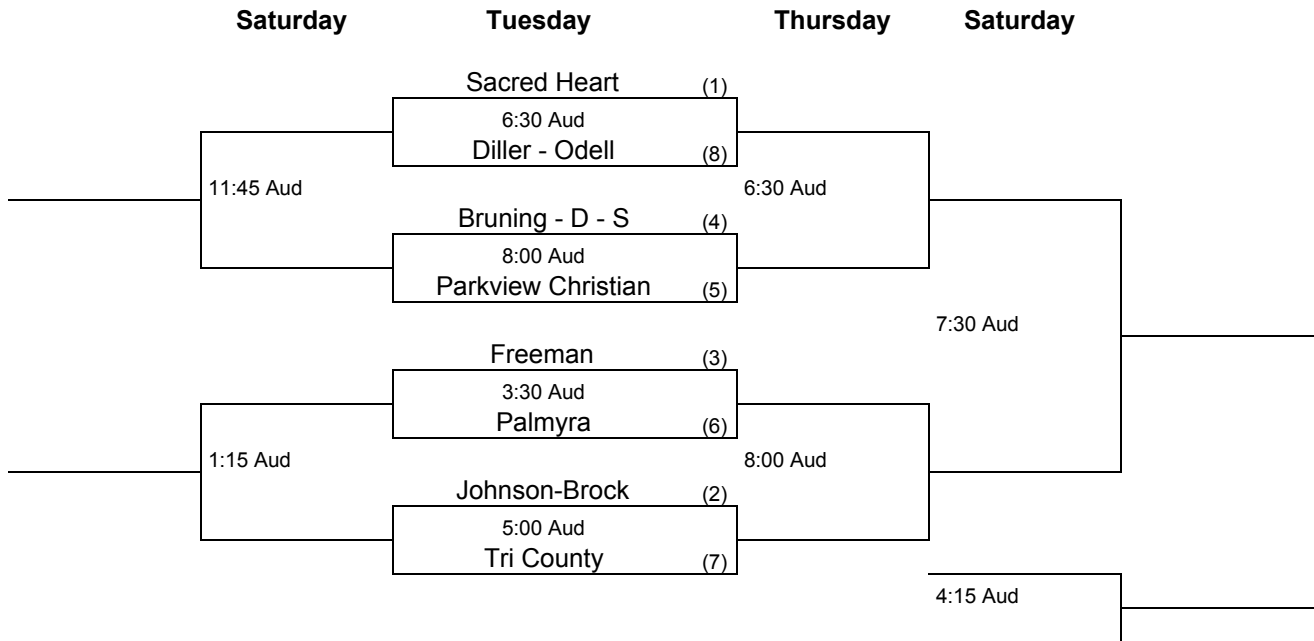 Saturday Tuesday Thursday Saturday
Sacred Heart (1)
6:30 Aud
Diller - Odell (8)
11:45 Aud 6:30 Aud
Bruning - D - S (4)
8:00 Aud
Parkview Christian (5)
7:30 Aud
Freeman (3)
3:30 Aud
Palmyra (6)
1:15 Aud 8:00 Aud
Johnson-Brock (2)
5:00 Aud
Tri County (7)
4:15 Aud